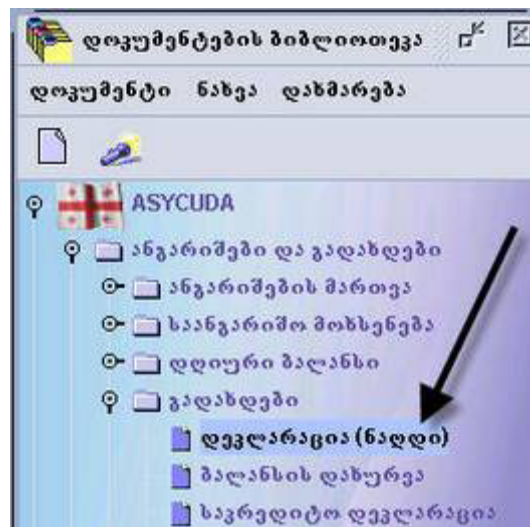 დოკუმენტების ბიბლიოთეკა
დოკუმენტი ნახვა დახმარება
ASYCUDA
ანგარიშები და გადახდები
ანგარიშების მართვა
საანგარიშო მოხსენება
დღიური ბალანსი
გადახდები
დეკლარაცია (ნაღდი)
ბალანსის დახურვა
საკრედიტო დეკლარაცია